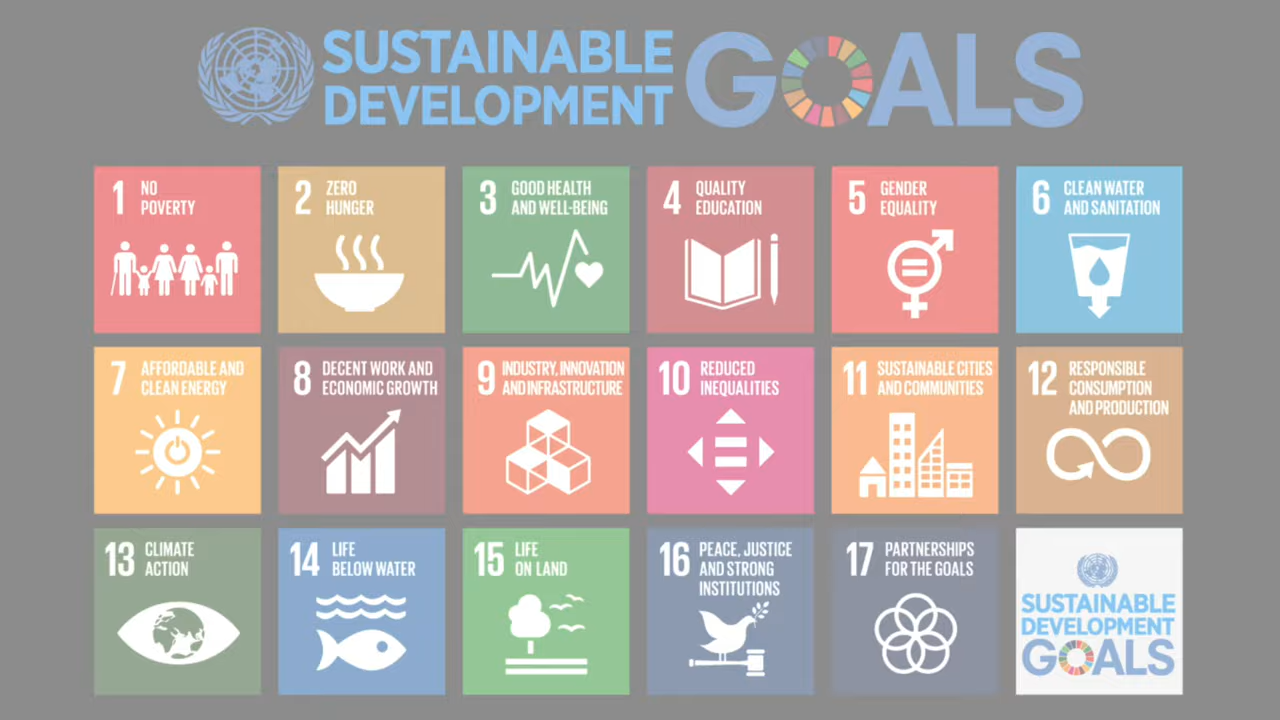 SUSTAINABLE
DEVELOPMENT
GOALS
1 NO
POVERTY
2 ZERO
HUNGER
3 GOOD HEALTH
AND WELL-BEING
4 QUALITY
EDUCATION
5 GENDER
EQUALITY
6 CLEAN WATER
AND SANITATION
7 AFFORDABLE AND
CLEAN ENERGY
8 DECENT WORK AND
ECONOMIC GROWTH
9 INDUSTRY, INNOVATION
AND INFRASTRUCTURE
10 REDUCED
INEQUALITIES
11 SUSTAINABLE CITIES
AND COMMUNITIES
12 RESPONSIBLE
CONSUMPTION
AND PRODUCTION
13 CLIMATE
ACTION
14 LIFE
BELOW WATER
15 LIFE
ON LAND
16 PEACE, JUSTICE
AND STRONG
INSTITUTIONS
17 PARTNERSHIPS
FOR THE GOALS
SUSTAINABLE
DEVELOPMENT
GOALS